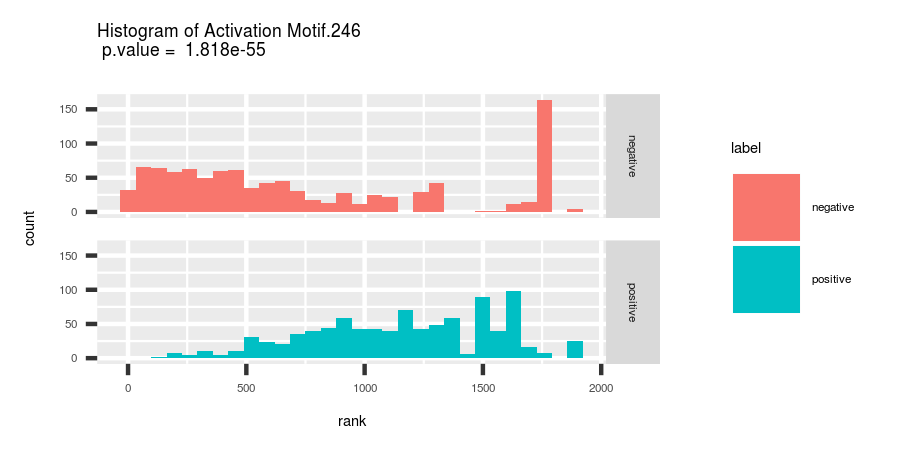 Histogram of Activation Motif.246
p.value = 1.818e-55
150
100
50
0
negative
150
100
50
0
positive
0
500
1000
1500
2000
rank
count
label
negative
positive